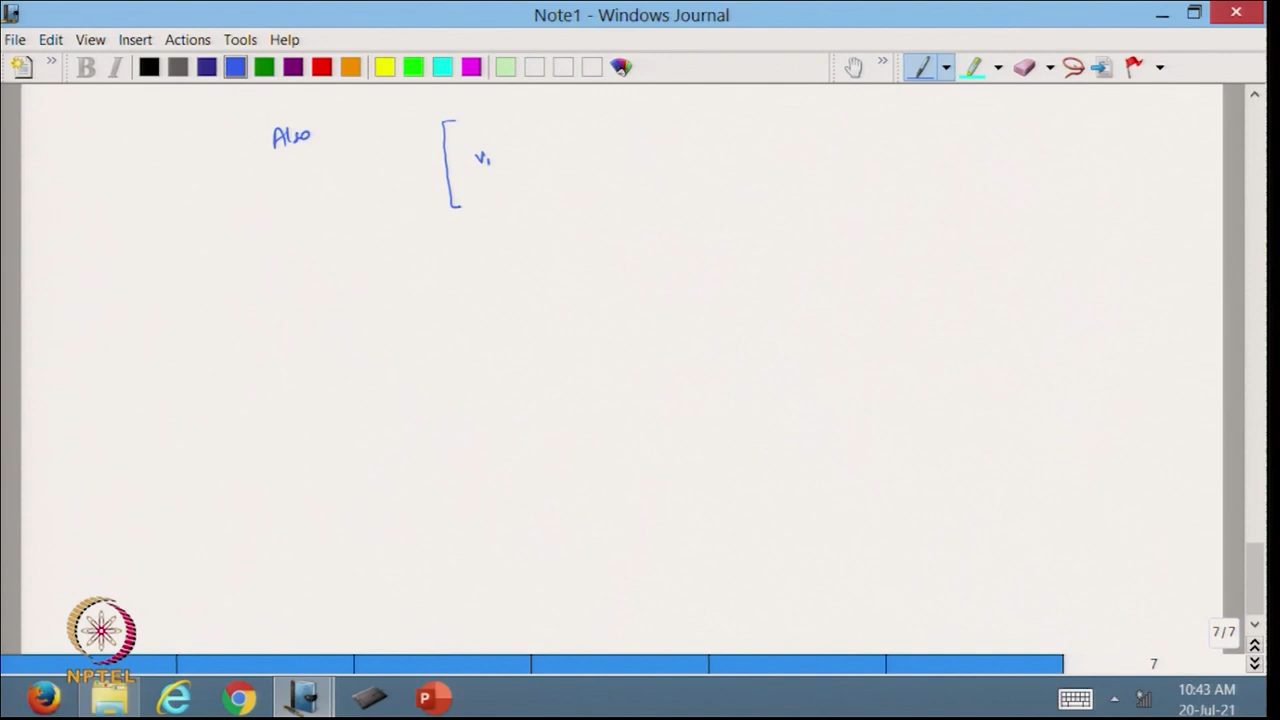 Note1 - Windows Journal
File Edit View Insert Actions Tools Help
B I
Also [ v₁
7/7
7
NPTEL
10:43 AM
20-Jul-21